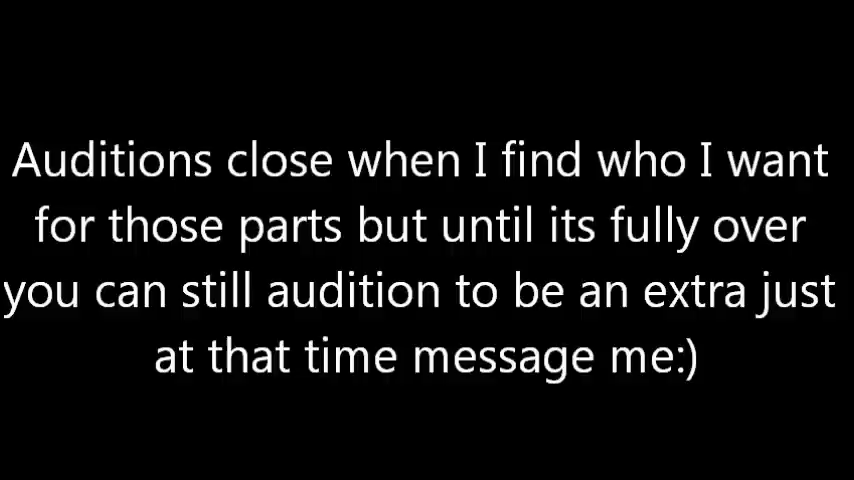 Auditions close when I find who I want
for those parts but until its fully over
you can still audition to be an extra just
at that time message me:)